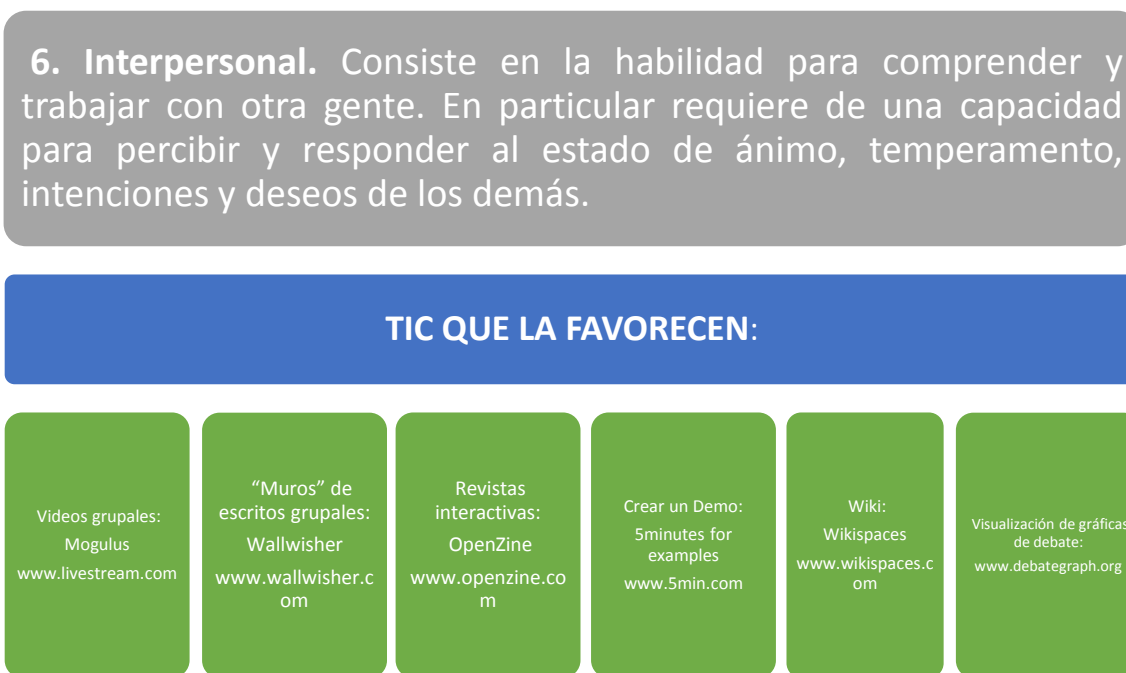 6. Interpersonal. Consiste en la habilidad para comprender y
trabajar con otra gente. En particular requiere de una capacidad
para percibir y responder al estado de ánimo, temperamento,
intenciones y deseos de los demás.
TIC QUE LA FAVORECEN:
Videos grupales:
Mogulus
www.livestream.com
“Muros” de
escritos grupales:
Wallwisher
www.wallwisher.c
om
Revistas
interactivas:
OpenZine
www.openzine.co
m
Crear un Demo:
5minutes for
examples
www.5min.com
Wiki:
Wikispaces
www.wikispaces.c
om
Visualización de gráficas
de debate:
www.debategraph.org